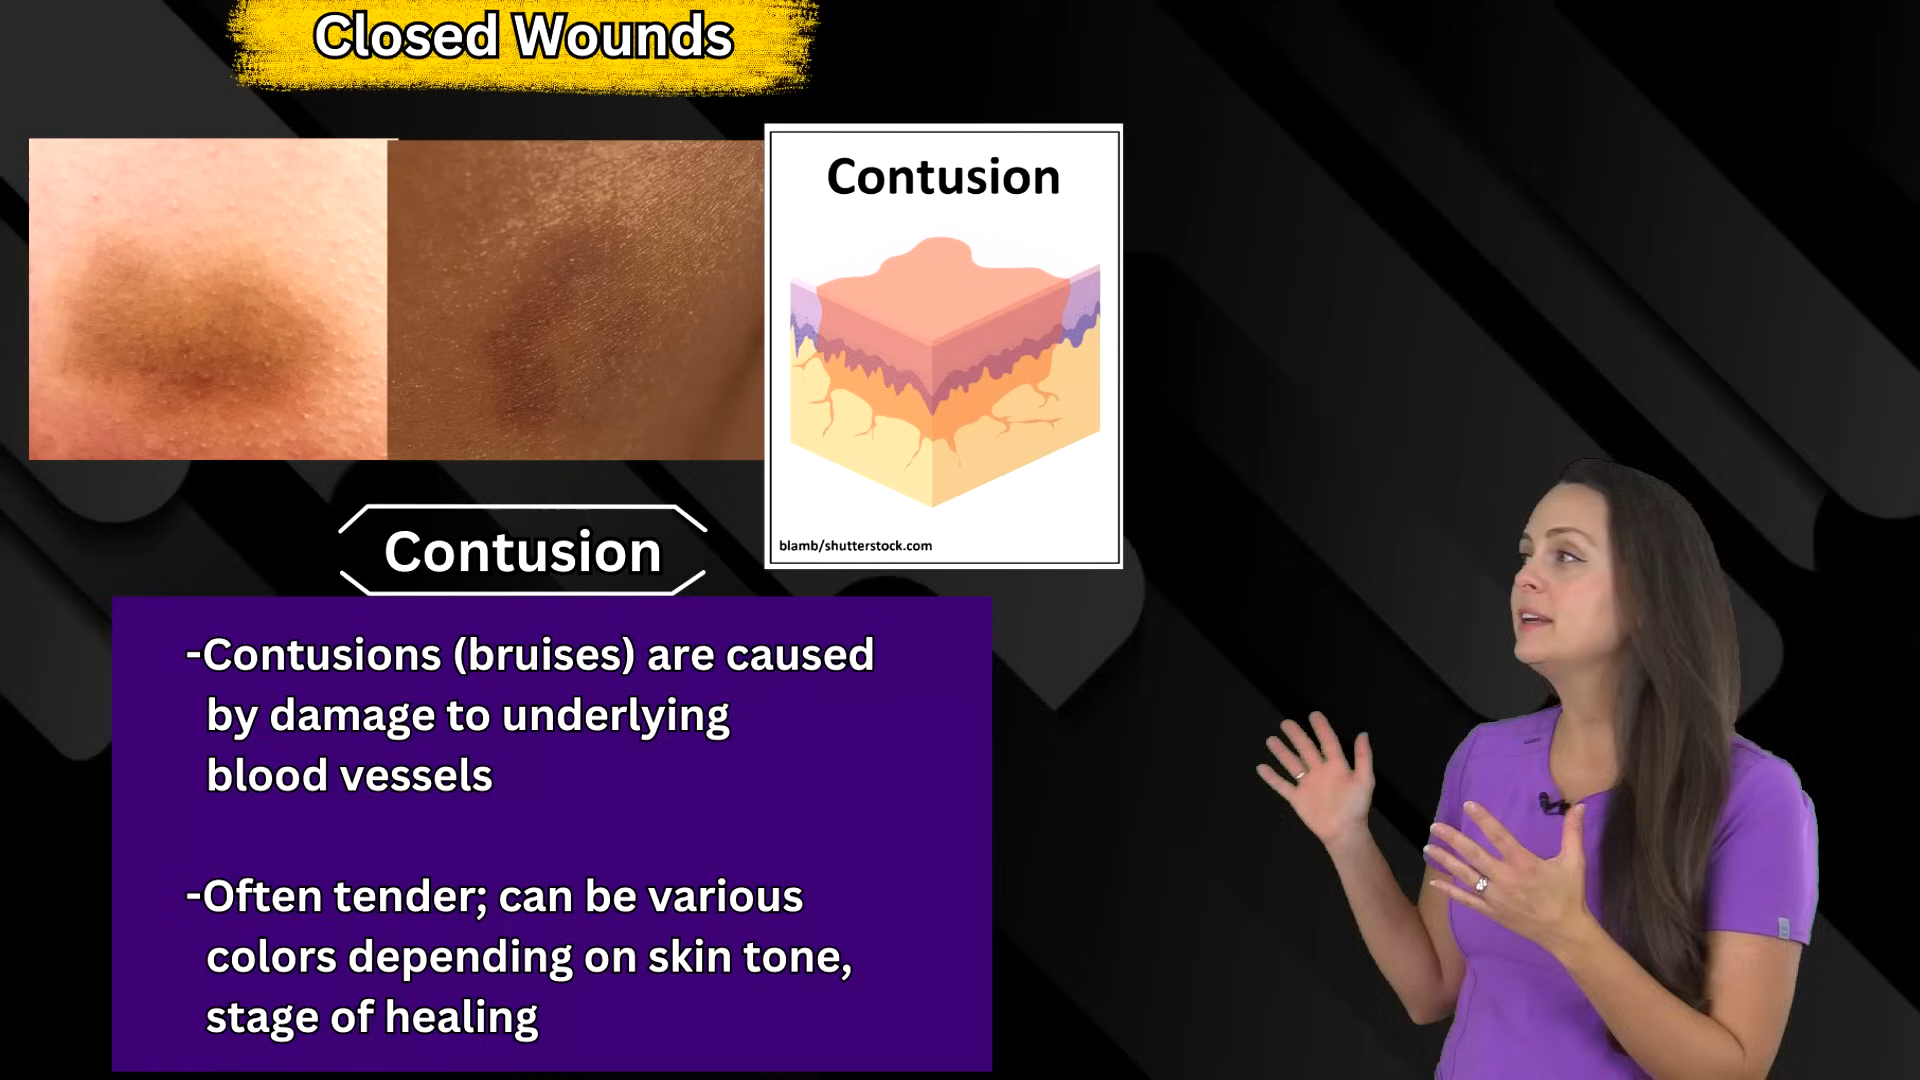 Closed Wounds
Contusion
blamb/shutterstock.com
Contusion
-Contusions (bruises) are caused
by damage to underlying
blood vessels
-Often tender; can be various
colors depending on skin tone,
stage of healing